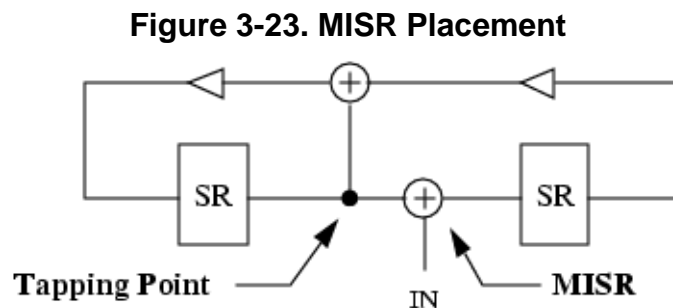 Figure 3-23. MISR Placement
SR
SR
Tapping Point
IN
MISR